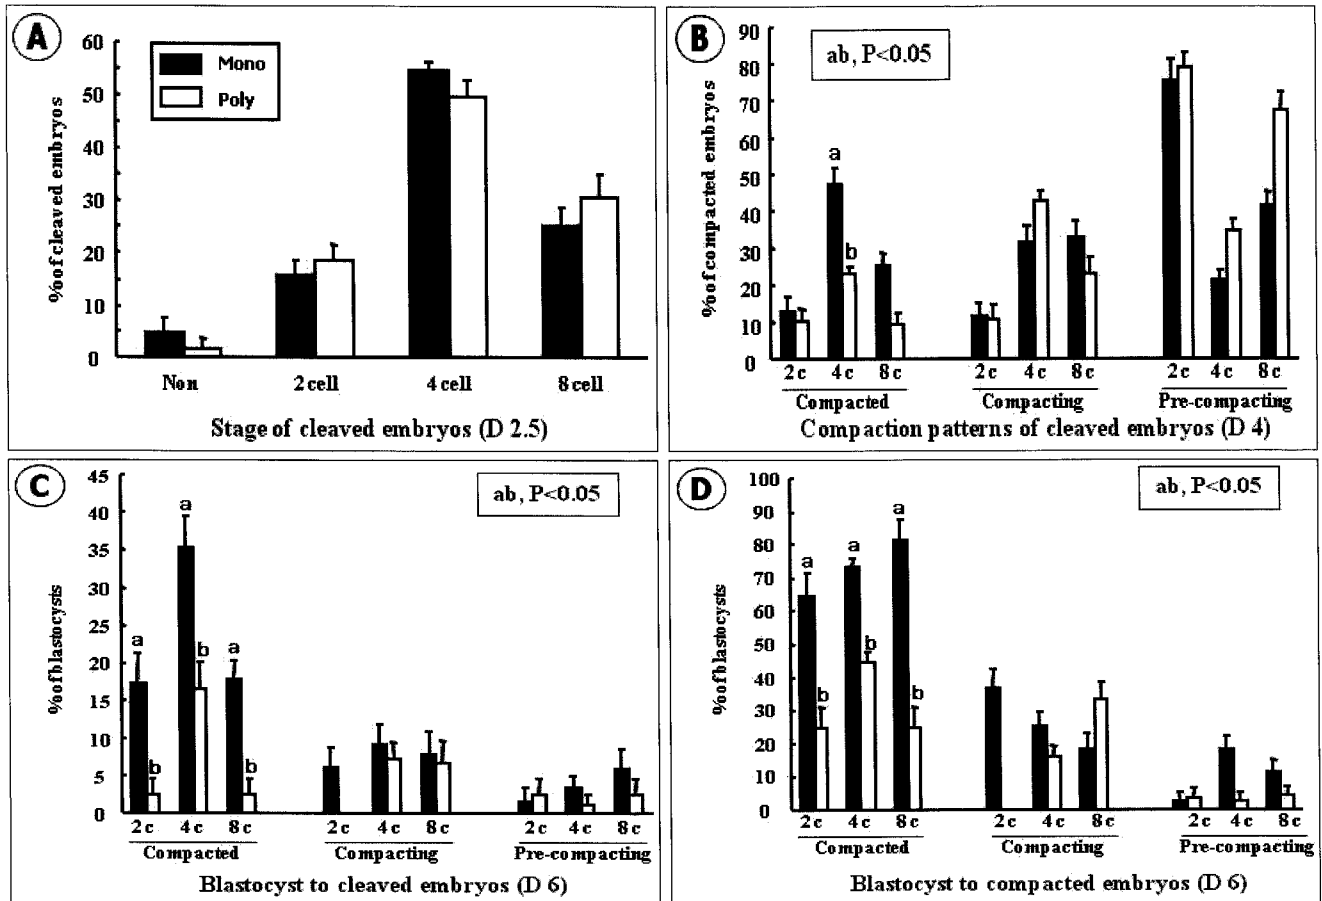 A
60
50
40
30
20
10
0
%of cleaved embryos
Mono
Poly
Non 2cell 4cell 8cell
Stage of cleaved embryos (D 2.5)
B
ab, P<0.05
90
80
70
60
50
40
30
20
10
0
%of compacted embryos
a
b
2c 4c 8c 2c 4c 8c 2c 4c 8c
Compacted Compacting Pre-compacting
Compaction patterns of cleaved embryos (D 4)
C
ab, P<0.05
45
40
35
30
25
20
15
10
5
0
%of blastocysts
a b a b a b
2c 4c 8c 2c 4c 8c 2c 4c 8c
Compacted Compacting Pre-compacting
Blastocyst to cleaved embryos (D 6)
D
ab, P<0.05
100
90
80
70
60
50
40
30
20
10
0
%of blastocysts
a b a b a b
2c 4c 8c 2c 4c 8c 2c 4c 8c
Compacted Compacting Pre-compacting
Blastocyst to compacted embryos (D 6)